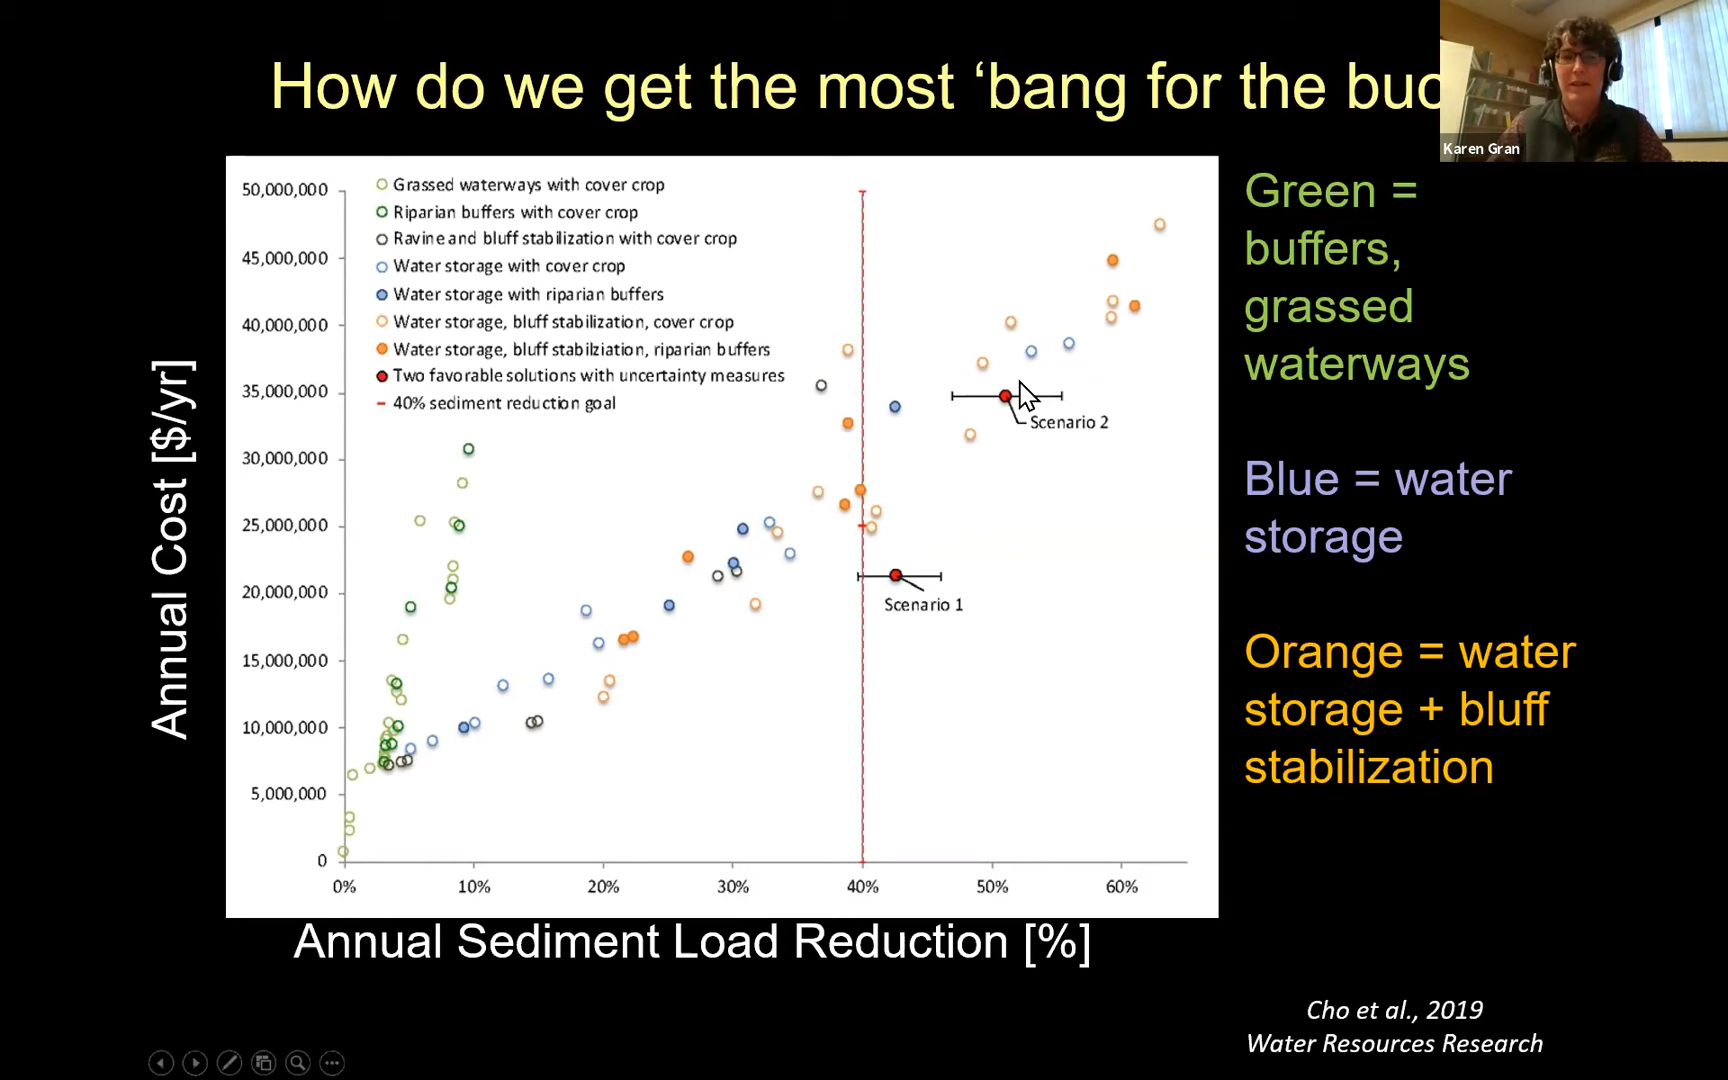 How do we get the most ‘bang for the buc
Karen Gran
Annual Cost [$/yr]
50,000,000
45,000,000
40,000,000
35,000,000
30,000,000
25,000,000
20,000,000
15,000,000
10,000,000
5,000,000
0
Grassed waterways with cover crop
Riparian buffers with cover crop
Ravine and bluff stabilization with cover crop
Water storage with cover crop
Water storage with riparian buffers
Water storage, bluff stabilization, cover crop
Water storage, bluff stabilziation, riparian buffers
Two favorable solutions with uncertainty measures
40% sediment reduction goal
Scenario 2
Scenario 1
0%
10%
20%
30%
40%
50%
60%
Annual Sediment Load Reduction [%]
Green =
buffers,
grassed
waterways
Blue = water
storage
Orange = water
storage + bluff
stabilization
Cho et al., 2019
Water Resources Research